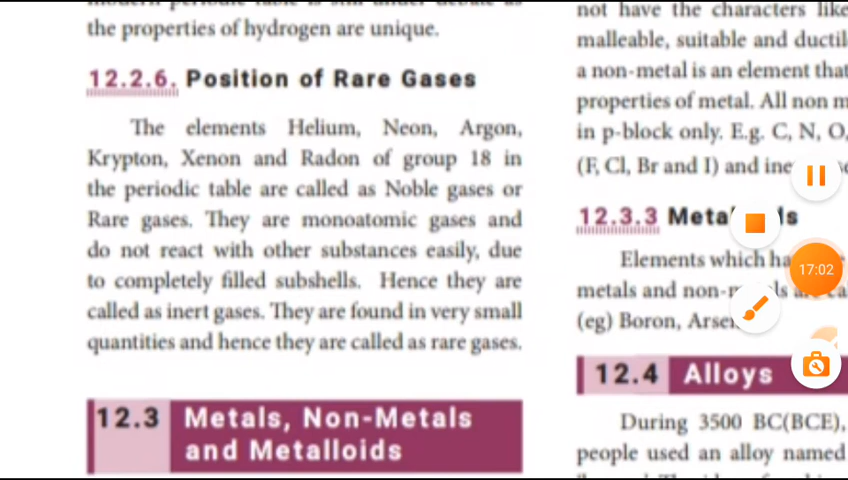 the properties of hydrogen are unique.
12.2.6. Position of Rare Gases
The elements Helium, Neon, Argon,
Krypton, Xenon and Radon of group 18 in
the periodic table are called as Noble gases or
Rare gases. They are monoatomic gases and
do not react with other substances easily, due
to completely filled subshells. Hence they are
called as inert gases. They are found in very small
quantities and hence they are called as rare gases.
12.3 Metals, Non-Metals
and Metalloids
not have the characters like
malleable, suitable and ductil
a non-metal is an element that
properties of metal. All non m
in p-block only. E.g. C, N, O,
(F, Cl, Br and I) and ine
12.3.3 Meta ls
Elements which ha
metals and non- ls
(eg) Boron, Arse
12.4 Alloys
During 3500 BC(BCE),
people used an alloy named
17:02